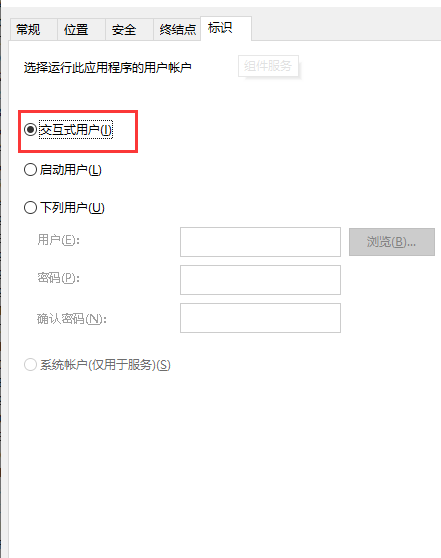 常规 位置 安全 终结点 标识
选择运行此应用程序的用户帐户
组件服务
交互式用户(I)
启动用户(L)
下列用户(U)
用户(E):
浏览(B)...
密码(P):
确认密码(N):
系统帐户(仅用于服务)(S)